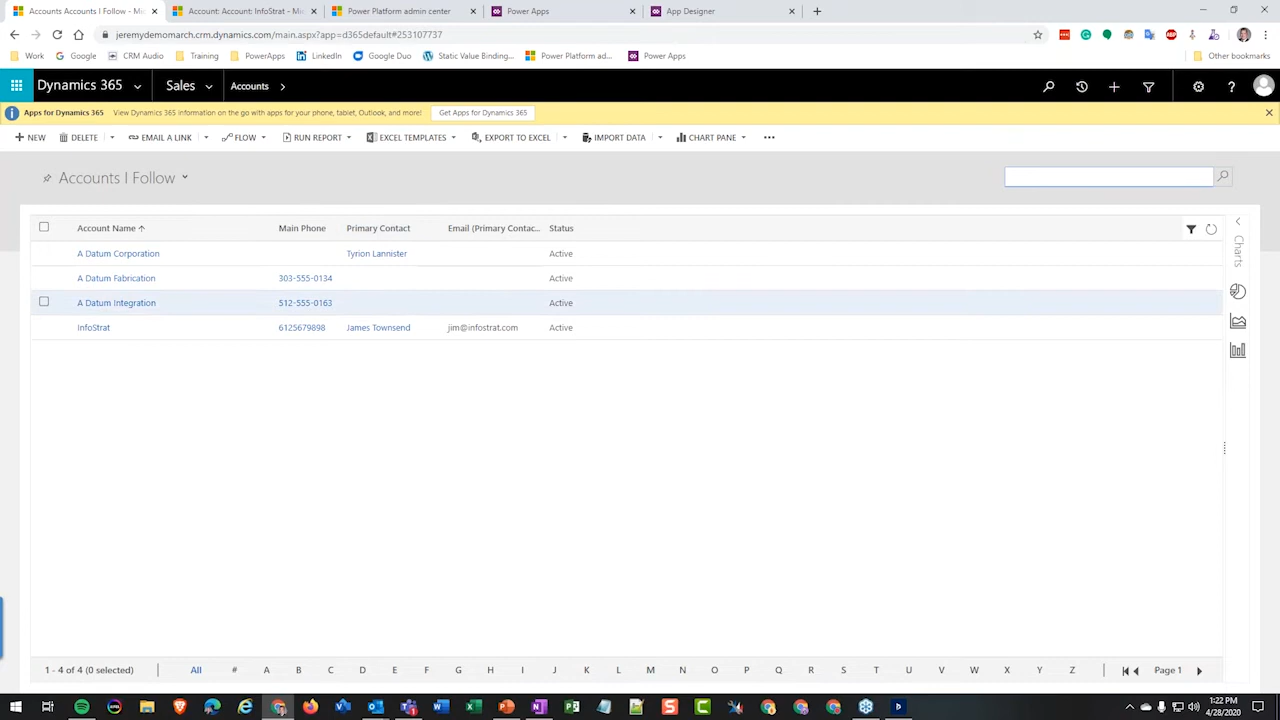 Accounts Accounts I Follow - Mi
Account: Account: InfoStrat - Mic
Power Platform admin center
Power Apps
App Designer
jeremydemomarch.crm.dynamics.com/main.aspx?app=d365default#253107737
Work
Google
CRM Audio
Training
PowerApps
LinkedIn
Google Duo
Static Value Binding...
Power Platform ad...
Power Apps
Other bookmarks
Dynamics 365
Sales
Accounts
Apps for Dynamics 365
View Dynamics 365 information on the go with apps for your phone, tablet, Outlook, and more!
Get Apps for Dynamics 365
NEW
DELETE
EMAIL A LINK
FLOW
RUN REPORT
EXCEL TEMPLATES
EXPORT TO EXCEL
IMPORT DATA
CHART PANE
Accounts I Follow
Account Name Main Phone Primary Contact Email (Primary Contac... Status
A Datum Corporation Tyrion Lannister Active
A Datum Fabrication 303-555-0134 Active
A Datum Integration 512-555-0163 Active
InfoStrat 6125679898 James Townsend jim@infostrat.com Active
Charts
1 - 4 of 4 (0 selected)
All # A B C D E F G H I J K L M N O P Q R S T U V W X Y Z
Page 1
1:22 PM
4/28/2020